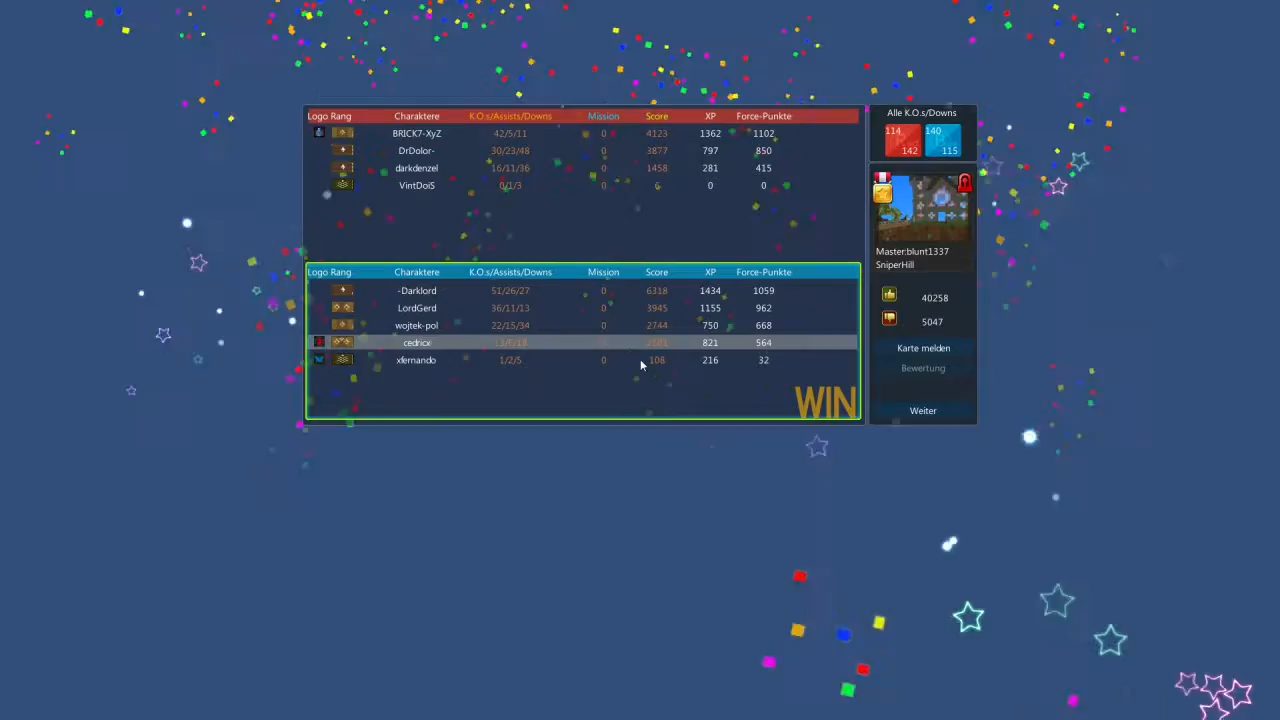 Logo Rang Charaktere K.O.s/Assists/Downs Mission Score XP Force-Punkte
BRICK7-XyZ 42/5/11 0 4123 1362 1102
DrDolor- 30/23/48 0 3877 797 850
darkdenzel 16/11/36 0 1458 281 415
VintDoiS 0/1/3 0 0 0
Logo Rang Charaktere K.O.s/Assists/Downs Mission Score XP Force-Punkte
-Darklord 51/26/27 0 6318 1434 1059
LordGerd 36/11/13 0 3945 1155 962
wojtek-pol 22/15/34 0 2744 750 668
cedricx 821 564
xfernando 1/2/5 0 108 216 32
WIN
Alle K.O.s/Downs
114 140
142 115
Master:blunt1337
SniperHill
40258
5047
Karte melden
Bewertung
Weiter